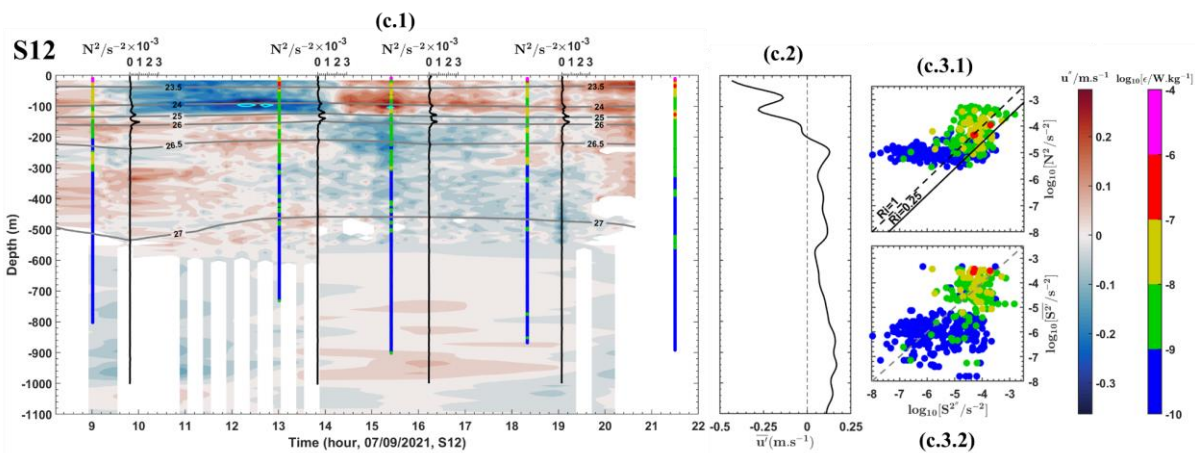 (c.1)
S12
N²/s⁻²×10⁻³ N²/s⁻²×10⁻³ N²/s⁻²×10⁻³ N²/s⁻²×10⁻³
0 1 2 3 0 1 2 3 0 1 2 3 0 1 2 3
(c.2)
(c.3.1)
u″/m.s⁻¹ log₁₀[ϵ/W.kg⁻¹]
0
-100
-200
-300
-400
-500
-600
-700
-800
-900
-1000
-1100
Depth (m)
23.5 23.5
24 24
25 25
26 26
26.5 26.5
27 27
9 10 11 12 13 14 15 16 17 18 19 20 21 22
Time (hour, 07/09/2021, S12)
-0.5 -0.25 0 0.25 0.5
u̅′(m.s⁻¹)
Ri=1
Ri=0.25
-3
-4
-5
-6
-7
-8
log₁₀[N²/s⁻²]
-3
-4
-5
-6
-7
-8
log₁₀[S̅²′/s⁻²]
-8 -7 -6 -5 -4 -3
log₁₀[S²″/s⁻²]
(c.3.2)
0.3
0.2
0.1
0
-0.1
-0.2
-0.3
-4
-6
-7
-8
-9
-10